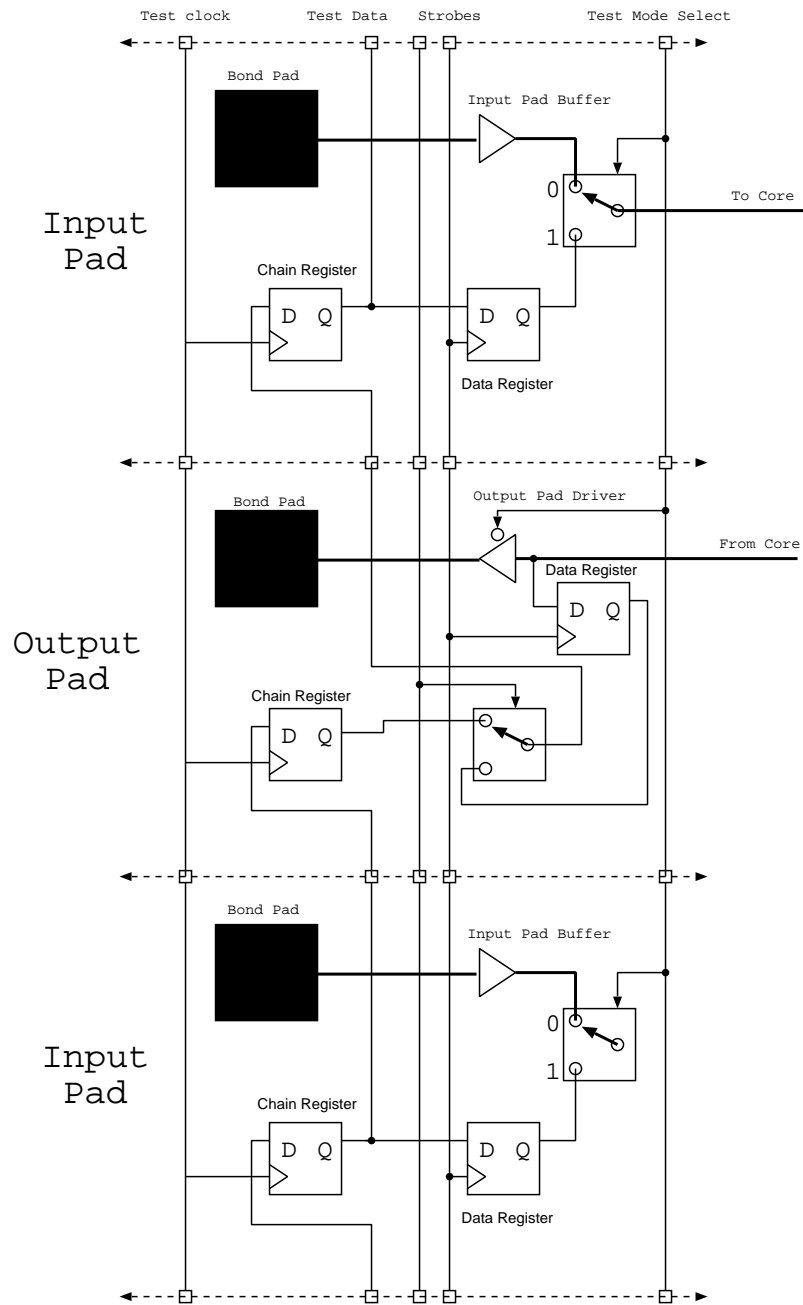 Test clock Test Data Strobes Test Mode Select
Bond Pad
Input Pad Buffer
0
To Core
Input
Pad
1
Chain Register
D Q D Q
Data Register
Bond Pad Output Pad Driver
From Core
Data Register
D Q
Output
Pad
Chain Register
D Q
Bond Pad
Input Pad Buffer
0
Input
Pad
1
Chain Register
D Q D Q
Data Register